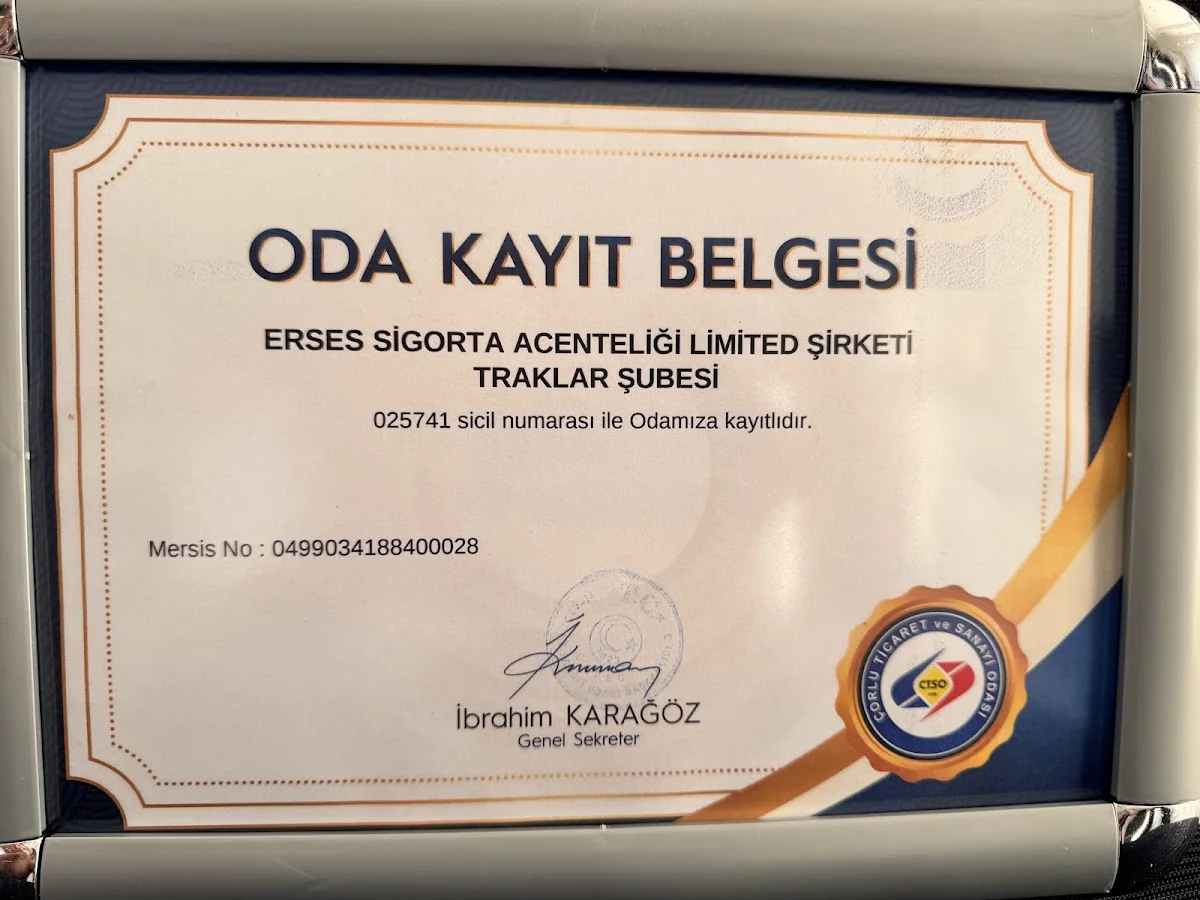 ODA KAYIT BELGESİ
ERSES SİGORTA ACENTELİĞİ LİMİTED ŞİRKETİ
TRAKLAR ŞUBESİ
025741 sicil numarası ile Odamıza kayıtlıdır.
Mersis No : 0499034188400028
İbrahim KARAGÖZ
Genel Sekreter
ÇORLU TİCARET ve SANAYİ ODASI
ÇTSO